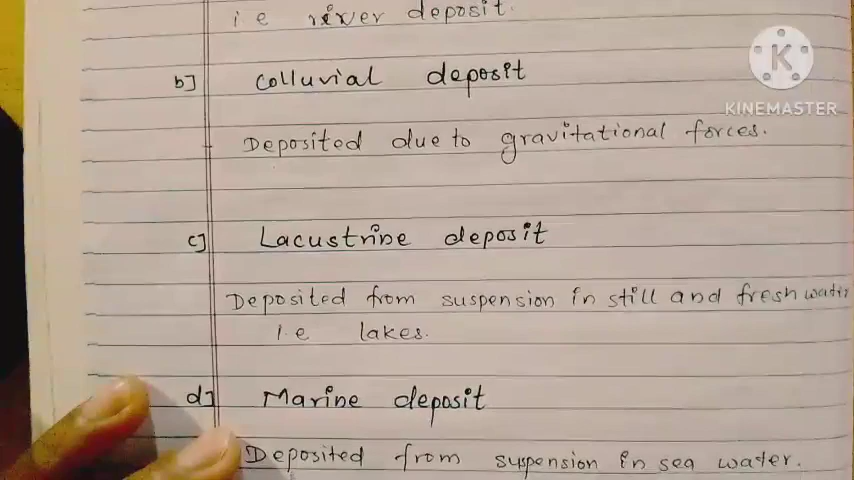 i e river deposit.
b] Colluvial deposit
Deposited due to gravitational forces.
c] Lacustrine deposit
Deposited from suspension in still and fresh water
i.e lakes.
d] Marine deposit
Deposited from suspension in sea water.
K
KINEMASTER